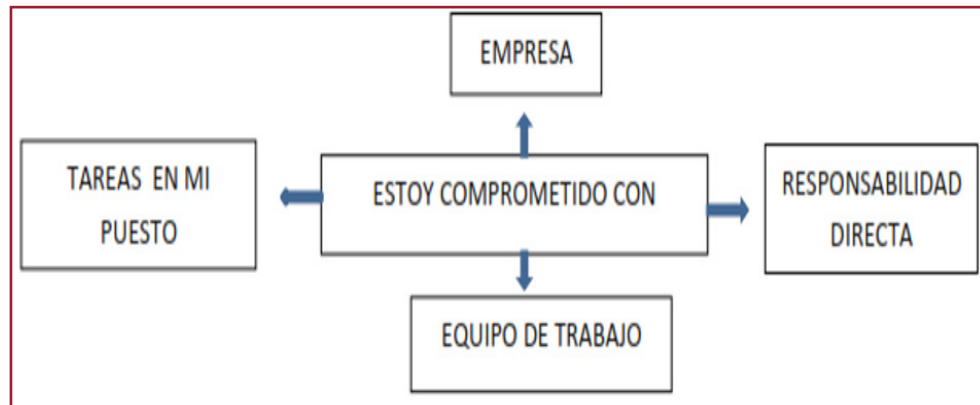 EMPRESA
TAREAS EN MI
PUESTO
ESTOY COMPROMETIDO CON
RESPONSABILIDAD
DIRECTA
EQUIPO DE TRABAJO